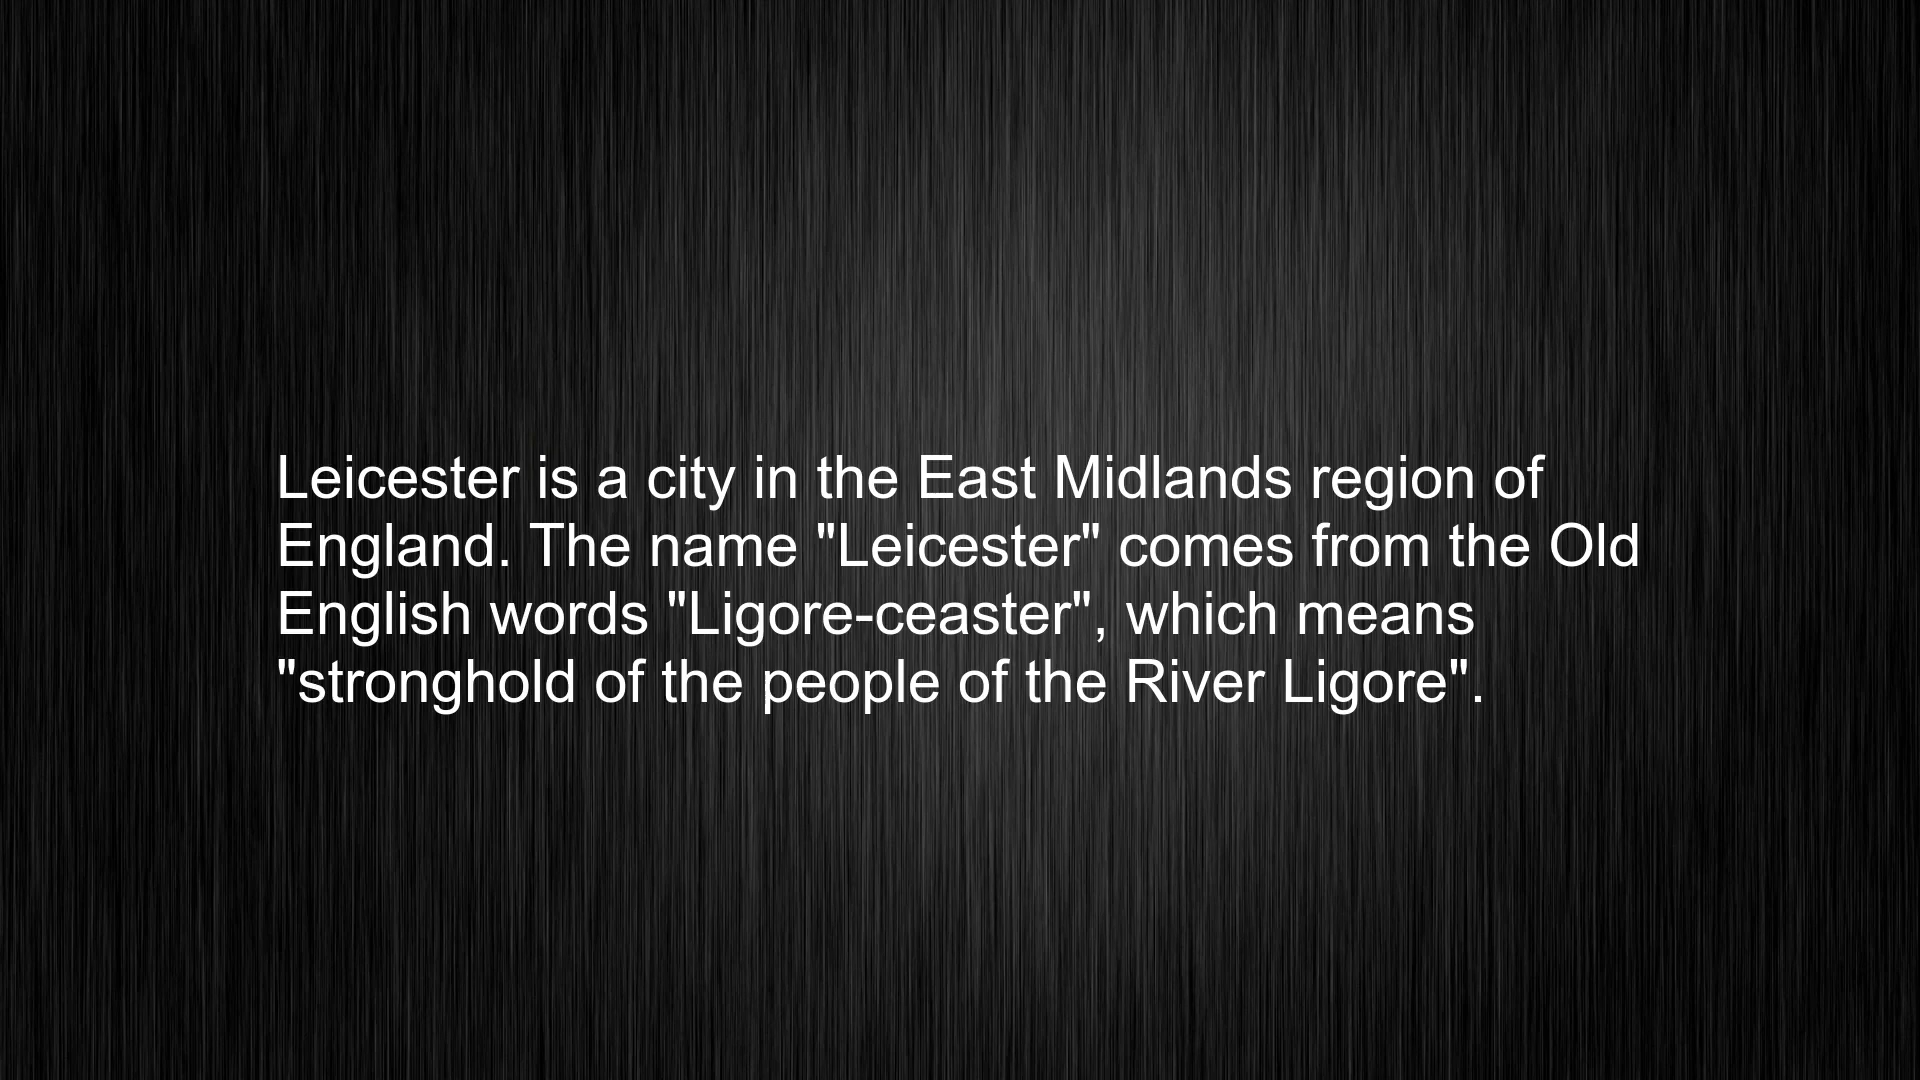 Leicester is a city in the East Midlands region of
England. The name "Leicester" comes from the Old
English words "Ligore-ceaster", which means
"stronghold of the people of the River Ligore".